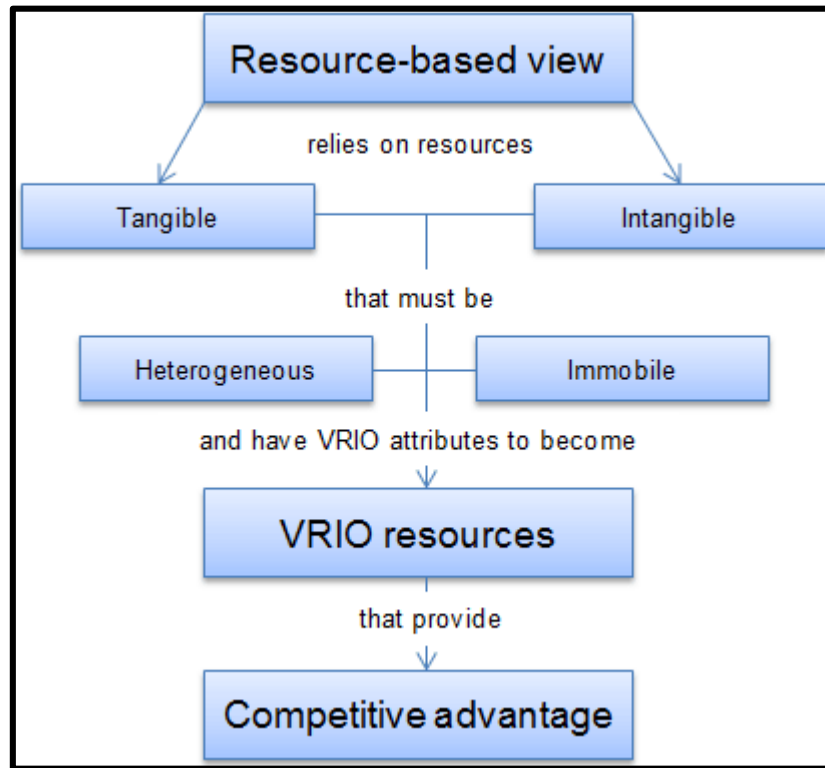 Resource-based view
relies on resources
Tangible
Intangible
that must be
Heterogeneous
Immobile
and have VRIO attributes to become
VRIO resources
that provide
Competitive advantage